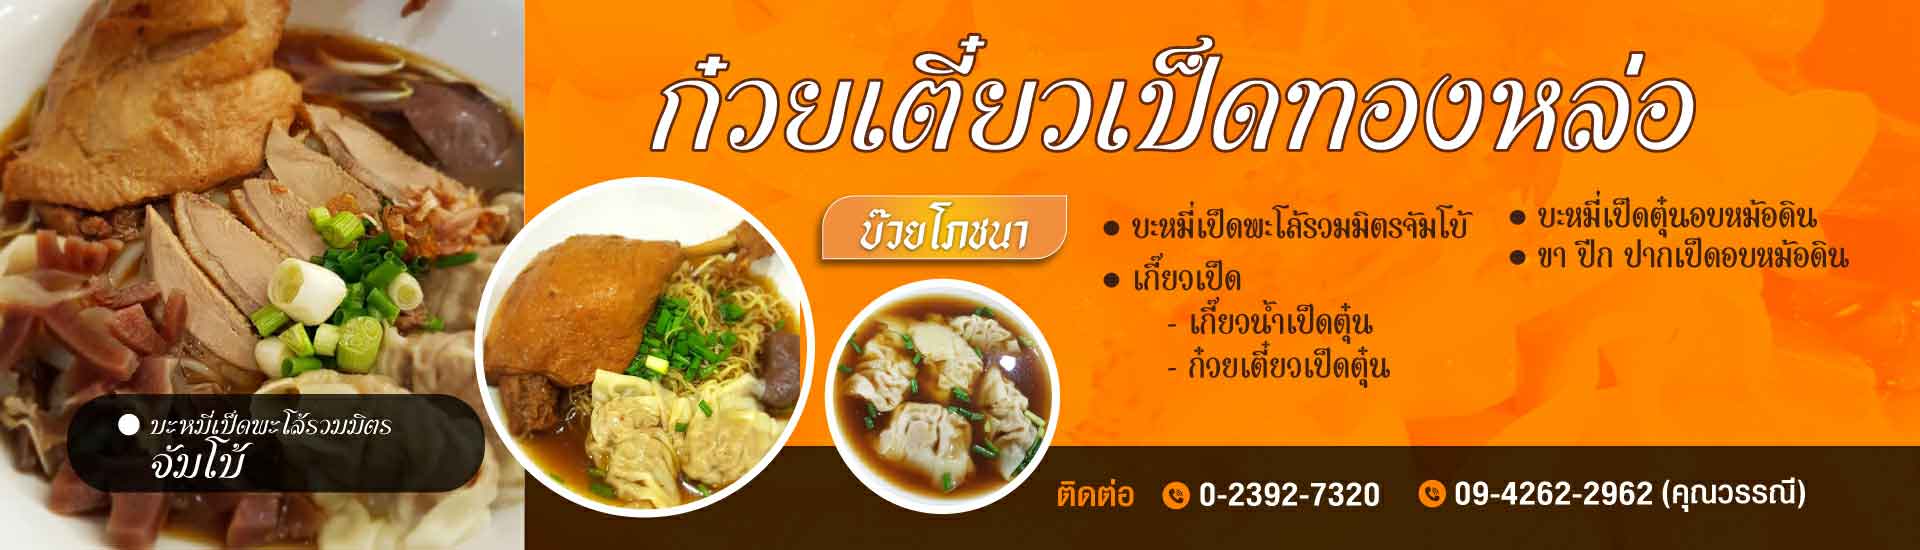 ก๋วยเตี๋ยวเป็ดทองหล่อ
บ๊วยโภชนา
● บะหมี่เป็ดพะโล้รวมมิตรจัมโบ้
● เกี๊ยวเป็ด
- เกี๊ยวน้ำเป็ดตุ๋น
- ก๋วยเตี๋ยวเป็ดตุ๋น
● บะหมี่เป็ดตุ๋นอบหม้อดิน
● ขา ปีก ปากเป็ดอบหม้อดิน
● บะหมี่เป็ดพะโล้รวมมิตร
จัมโบ้
ติดต่อ 0-2392-7320 09-4262-2962 (คุณวรรณี)